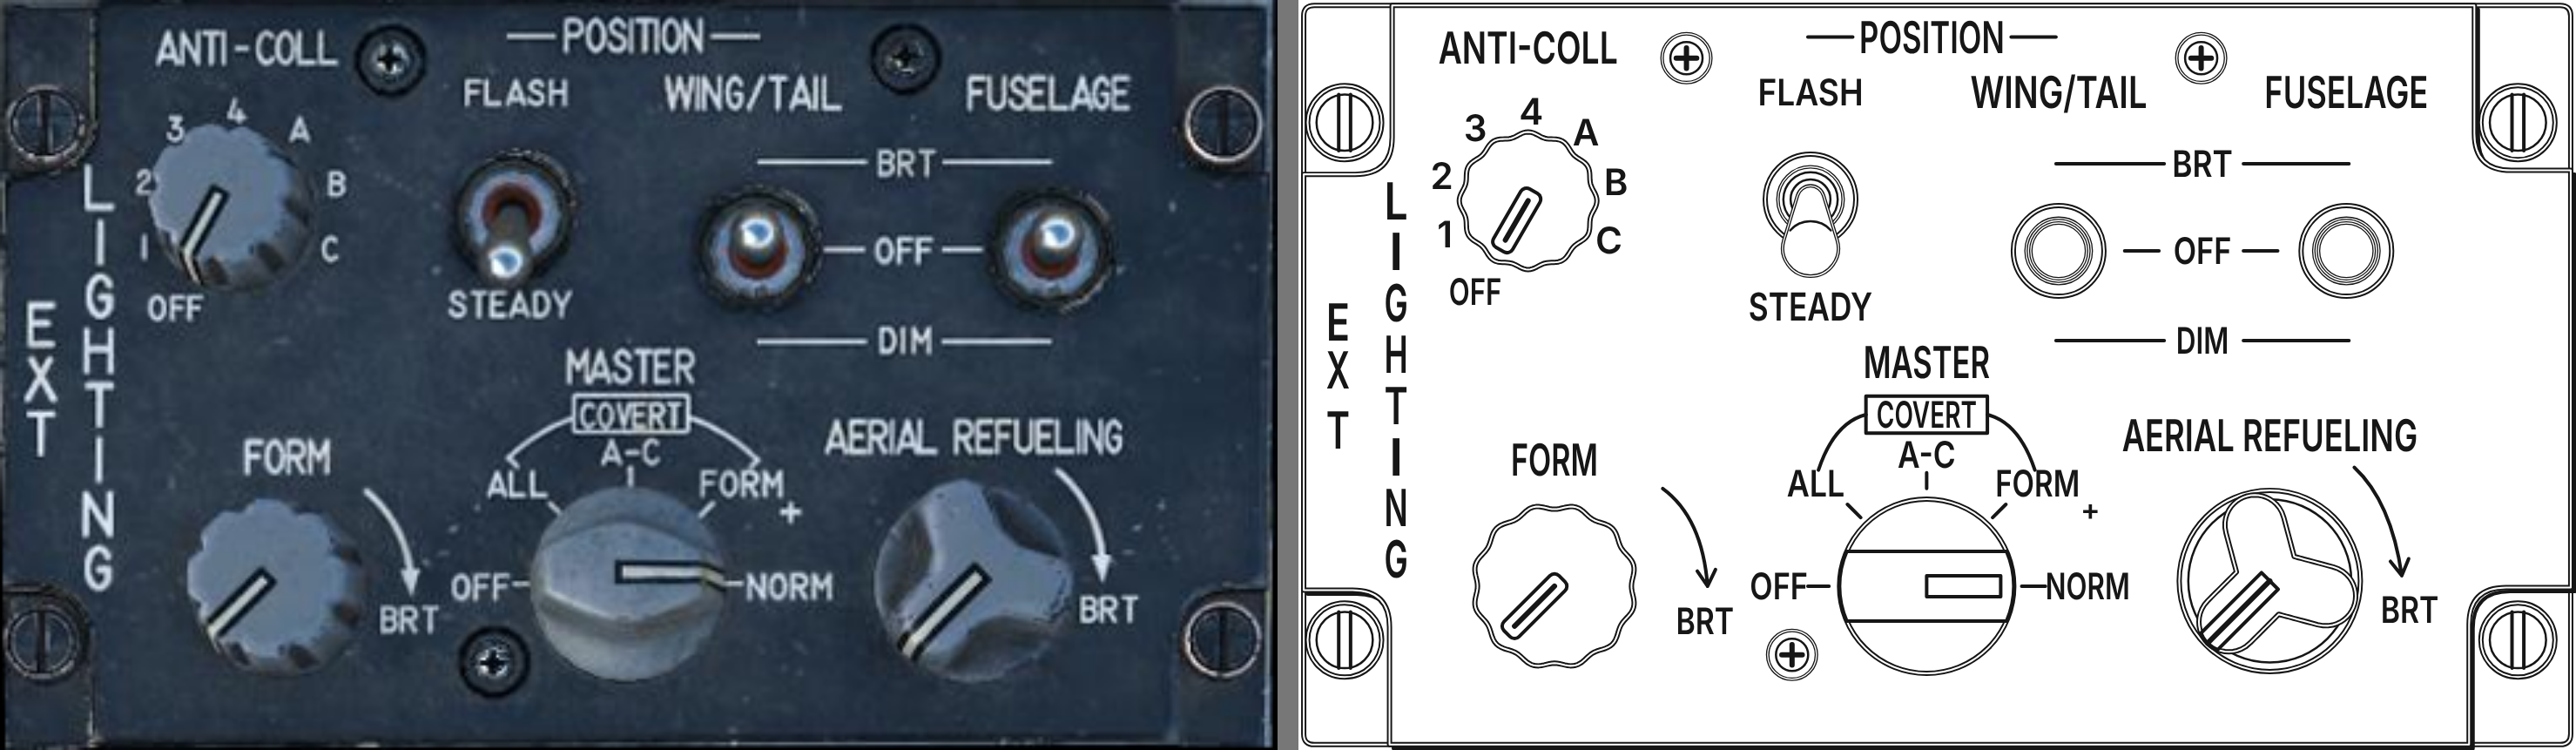 ANTI-COLL
POSITION
FLASH
WING/TAIL
FUSELAGE
4
3
A
2
B
1
C
OFF
BRT
OFF
STEADY
DIM
EXT
LIGHTING
MASTER
COVERT
A-C
ALL
FORM
+
OFF
NORM
FORM
BRT
AERIAL REFUELING
BRT
ANTI-COLL
POSITION
FLASH
WING/TAIL
FUSELAGE
4
3
A
2
B
1
C
OFF
BRT
OFF
STEADY
DIM
EXT
LIGHTING
MASTER
COVERT
A-C
ALL
FORM
+
OFF
NORM
FORM
BRT
AERIAL REFUELING
BRT